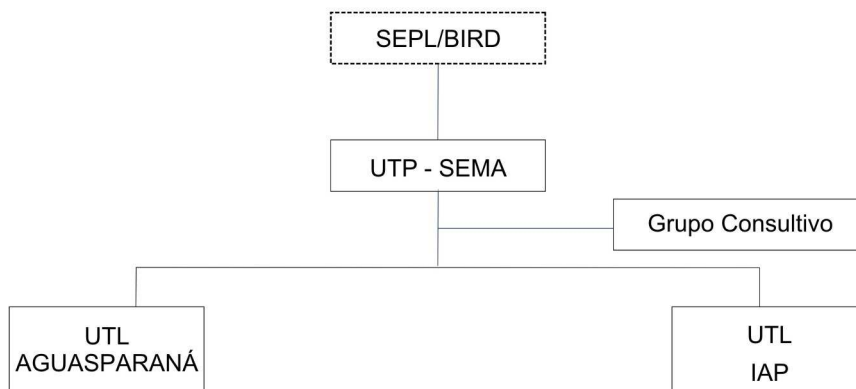 SEPL/BIRD
UTP - SEMA
Grupo Consultivo
UTL
AGUASPARANÁ
UTL
IAP